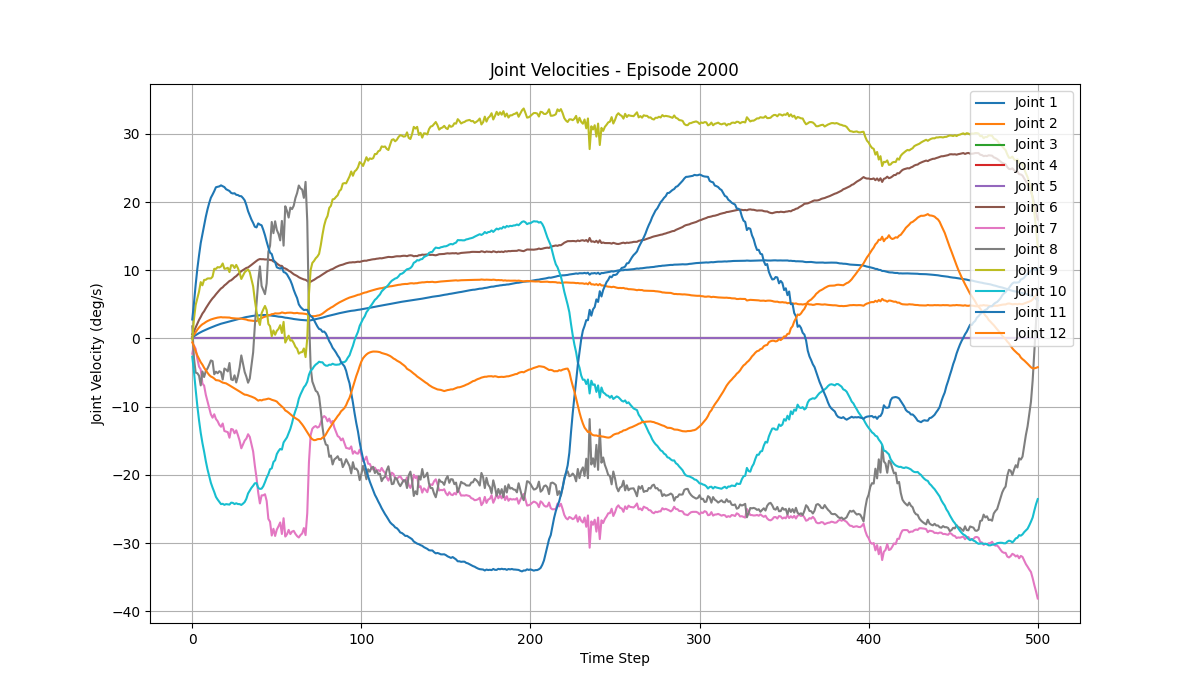 Joint Velocities - Episode 2000
Joint Velocity (deg/s)
30
20
10
0
−10
−20
−30
−40
0 100 200 300 400 500
Time Step
Joint 1
Joint 2
Joint 3
Joint 4
Joint 5
Joint 6
Joint 7
Joint 8
Joint 9
Joint 10
Joint 11
Joint 12